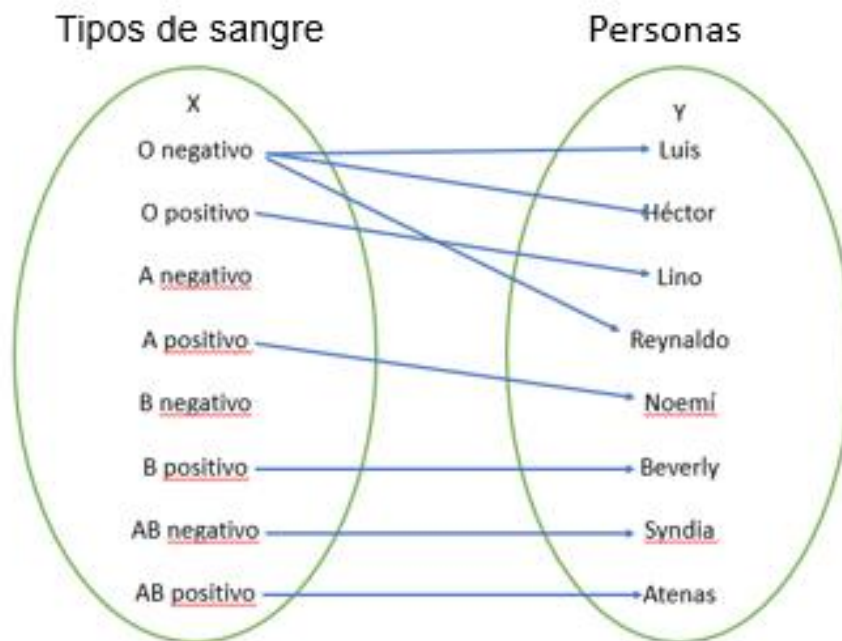 Tipos de sangre
Personas
X
O negativo
O positivo
A negativo
A positivo
B negativo
B positivo
AB negativo
AB positivo
Y
Luis
Héctor
Lino
Reynaldo
Noemí
Beverly
Syndia
Atenas